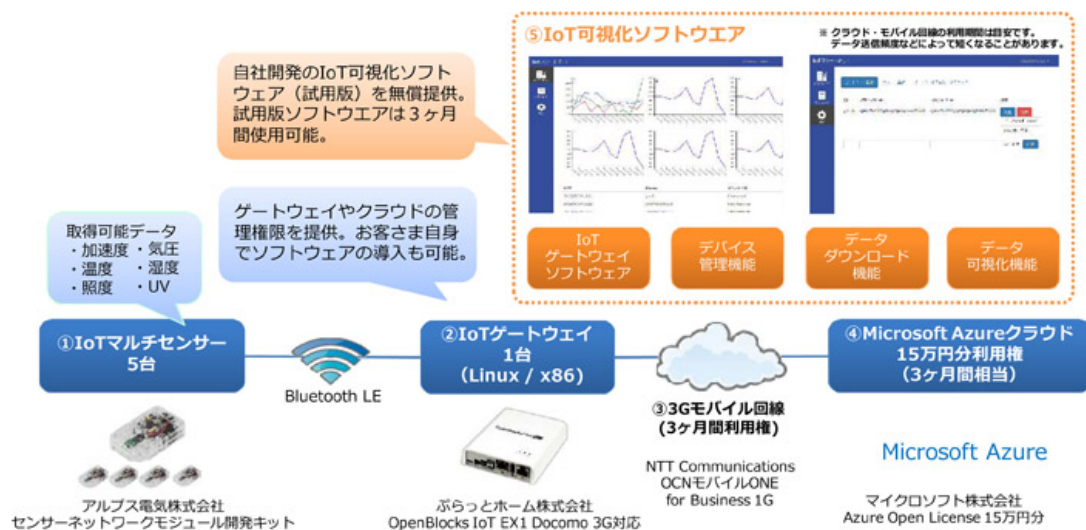 ⑤IoT可視化ソフトウエア
※ クラウド・モバイル回線の利用期間は目安です。
データ送信頻度などによって短くなることがあります。
自社開発のIoT可視化ソフト
ウェア（試用版）を無償提供。
試用版ソフトウエアは３ヶ月
間使用可能。
ゲートウェイやクラウドの管
理権限を提供。お客さま自身
でソフトウェアの導入も可能。
取得可能データ
・加速度 ・気圧
・温度 ・湿度
・照度 ・UV
IoT
ゲートウェイ
ソフトウェア
デバイス
管理機能
データ
ダウンロード
機能
データ
可視化機能
①IoTマルチセンサー
5台
Bluetooth LE
②IoTゲートウェイ
1台
（Linux / x86)
③3Gモバイル回線
(3ヶ月間利用権)
④Microsoft Azureクラウド
15万円分利用権
（3ヶ月間相当）
アルプス電気株式会社
センサーネットワークモジュール開発キット
ぷらっとホーム株式会社
OpenBlocks IoT EX1 Docomo 3G対応
NTT Communications
OCNモバイルONE
for Business 1G
Microsoft Azure
マイクロソフト株式会社
Azure Open License 15万円分